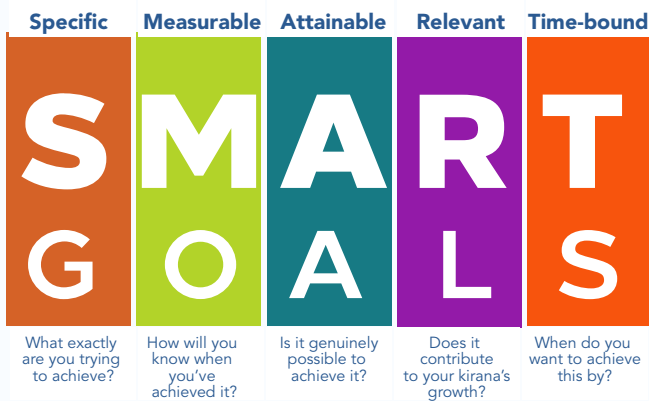 Specific Measurable Attainable Relevant Time-bound
SMART
GOALS
What exactly
are you trying
to achieve?
How will you
know when
you've
achieved it?
Is it genuinely
possible to
achieve it?
Does it
contribute
to your kirana's
growth?
When do you
want to achieve
this by?